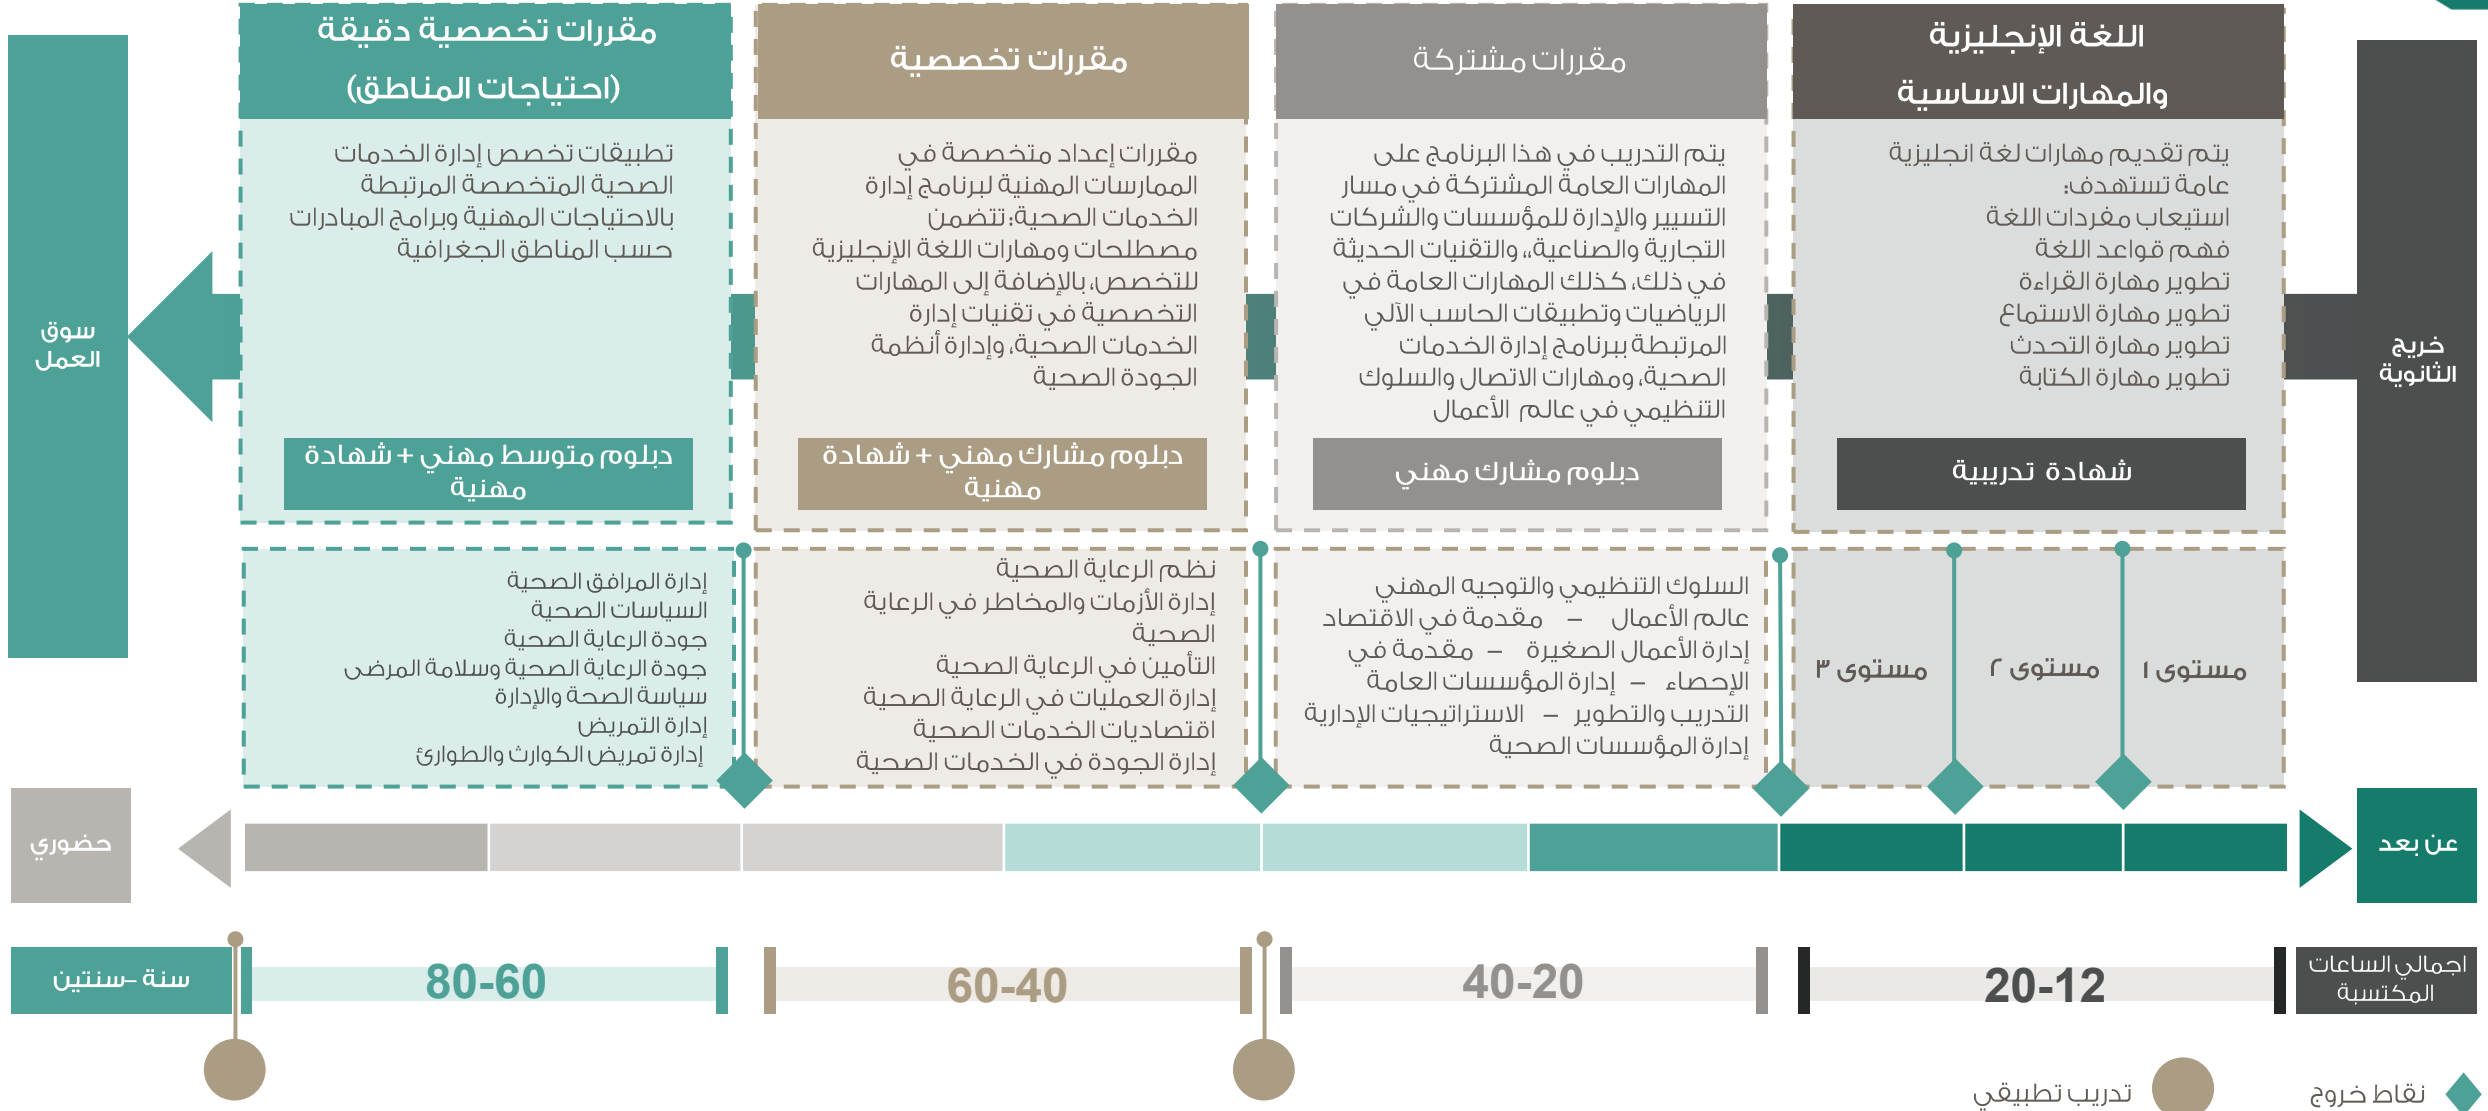 خريج
الثانوية
اللغة الإنجليزية
والمهارات الاساسية
يتم تقديم مهارات لغة انجليزية
عامة تستهدف:
استيعاب مفردات اللغة
فهم قواعد اللغة
تطوير مهارة القراءة
تطوير مهارة الاستماع
تطوير مهارة التحدث
تطوير مهارة الكتابة
شهادة تدريبية
مقررات مشتركة
يتم التدريب في هذا البرنامج على
المهارات العامة المشتركة في مسار
التسيير والإدارة للمؤسسات والشركات
التجارية والصناعية،، والتقنيات الحديثة
في ذلك، كذلك المهارات العامة في
الرياضيات وتطبيقات الحاسب الآلي
المرتبطة ببرنامج إدارة الخدمات
الصحية، ومهارات الاتصال والسلوك
التنظيمي في عالم الأعمال
دبلوم مشارك مهني
مقررات تخصصية
مقررات إعداد متخصصة في
الممارسات المهنية لبرنامج إدارة
الخدمات الصحية: تتضمن
مصطلحات ومهارات اللغة الإنجليزية
للتخصص، بالإضافة إلى المهارات
التخصصية في تقنيات إدارة
الخدمات الصحية، وإدارة أنظمة
الجودة الصحية
دبلوم مشارك مهني + شهادة
مهنية
مقررات تخصصية دقيقة
(احتياجات المناطق)
تطبيقات تخصص إدارة الخدمات
الصحية المتخصصة المرتبطة
بالاحتياجات المهنية وبرامج المبادرات
حسب المناطق الجغرافية
دبلوم متوسط مهني + شهادة
مهنية
سوق
العمل
مستوى ١
مستوى ٢
مستوى ٣
السلوك التنظيمي والتوجيه المهني
عالم الأعمال – مقدمة في الاقتصاد
إدارة الأعمال الصغيرة – مقدمة في
الإحصاء – إدارة المؤسسات العامة
التدريب والتطوير – الاستراتيجيات الإدارية
إدارة المؤسسات الصحية
نظم الرعاية الصحية
إدارة الأزمات والمخاطر في الرعاية
الصحية
التأمين في الرعاية الصحية
إدارة العمليات في الرعاية الصحية
اقتصاديات الخدمات الصحية
إدارة الجودة في الخدمات الصحية
إدارة المرافق الصحية
السياسات الصحية
جودة الرعاية الصحية
جودة الرعاية الصحية وسلامة المرضى
سياسة الصحة والإدارة
إدارة التمريض
إدارة تمريض الكوارث والطوارئ
عن بعد
حضوري
اجمالي الساعات
المكتسبة
20-12
40-20
60-40
80-60
سنة –سنتين
نقاط خروج
تدريب تطبيقي